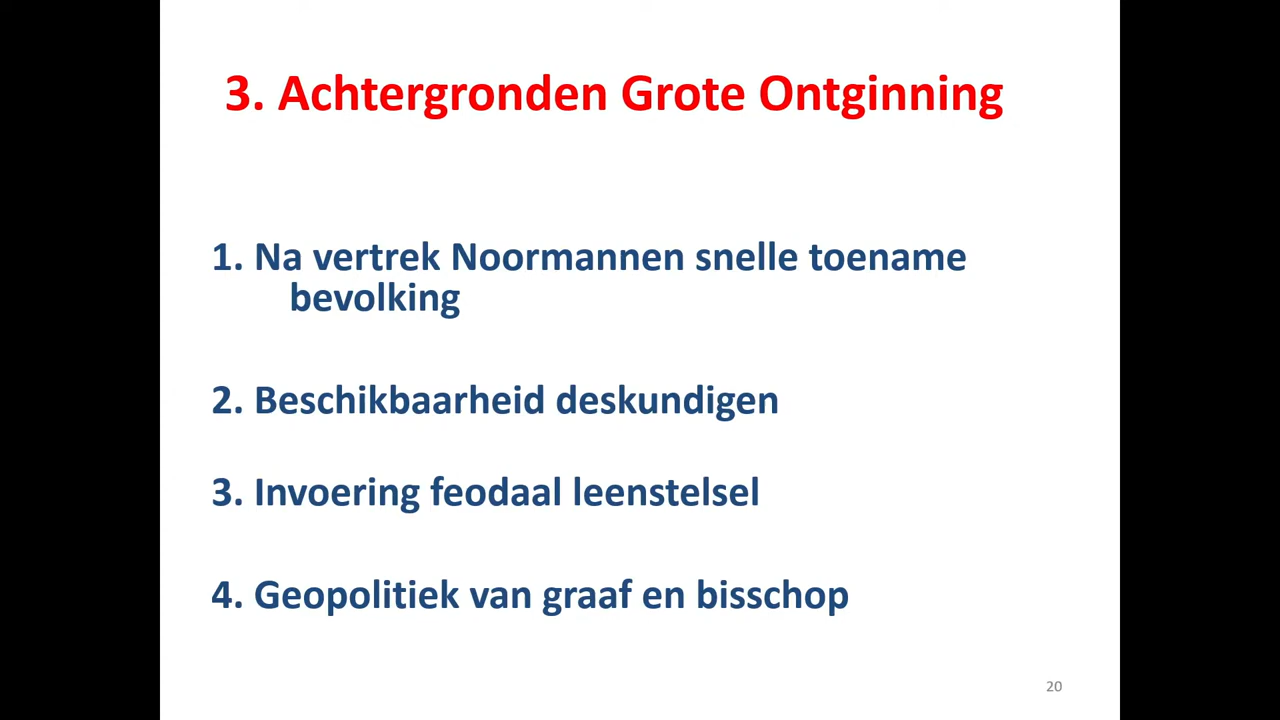 3. Achtergronden Grote Ontginning
1. Na vertrek Noormannen snelle toename
bevolking
2. Beschikbaarheid deskundigen
3. Invoering feodaal leenstelsel
4. Geopolitiek van graaf en bisschop
20